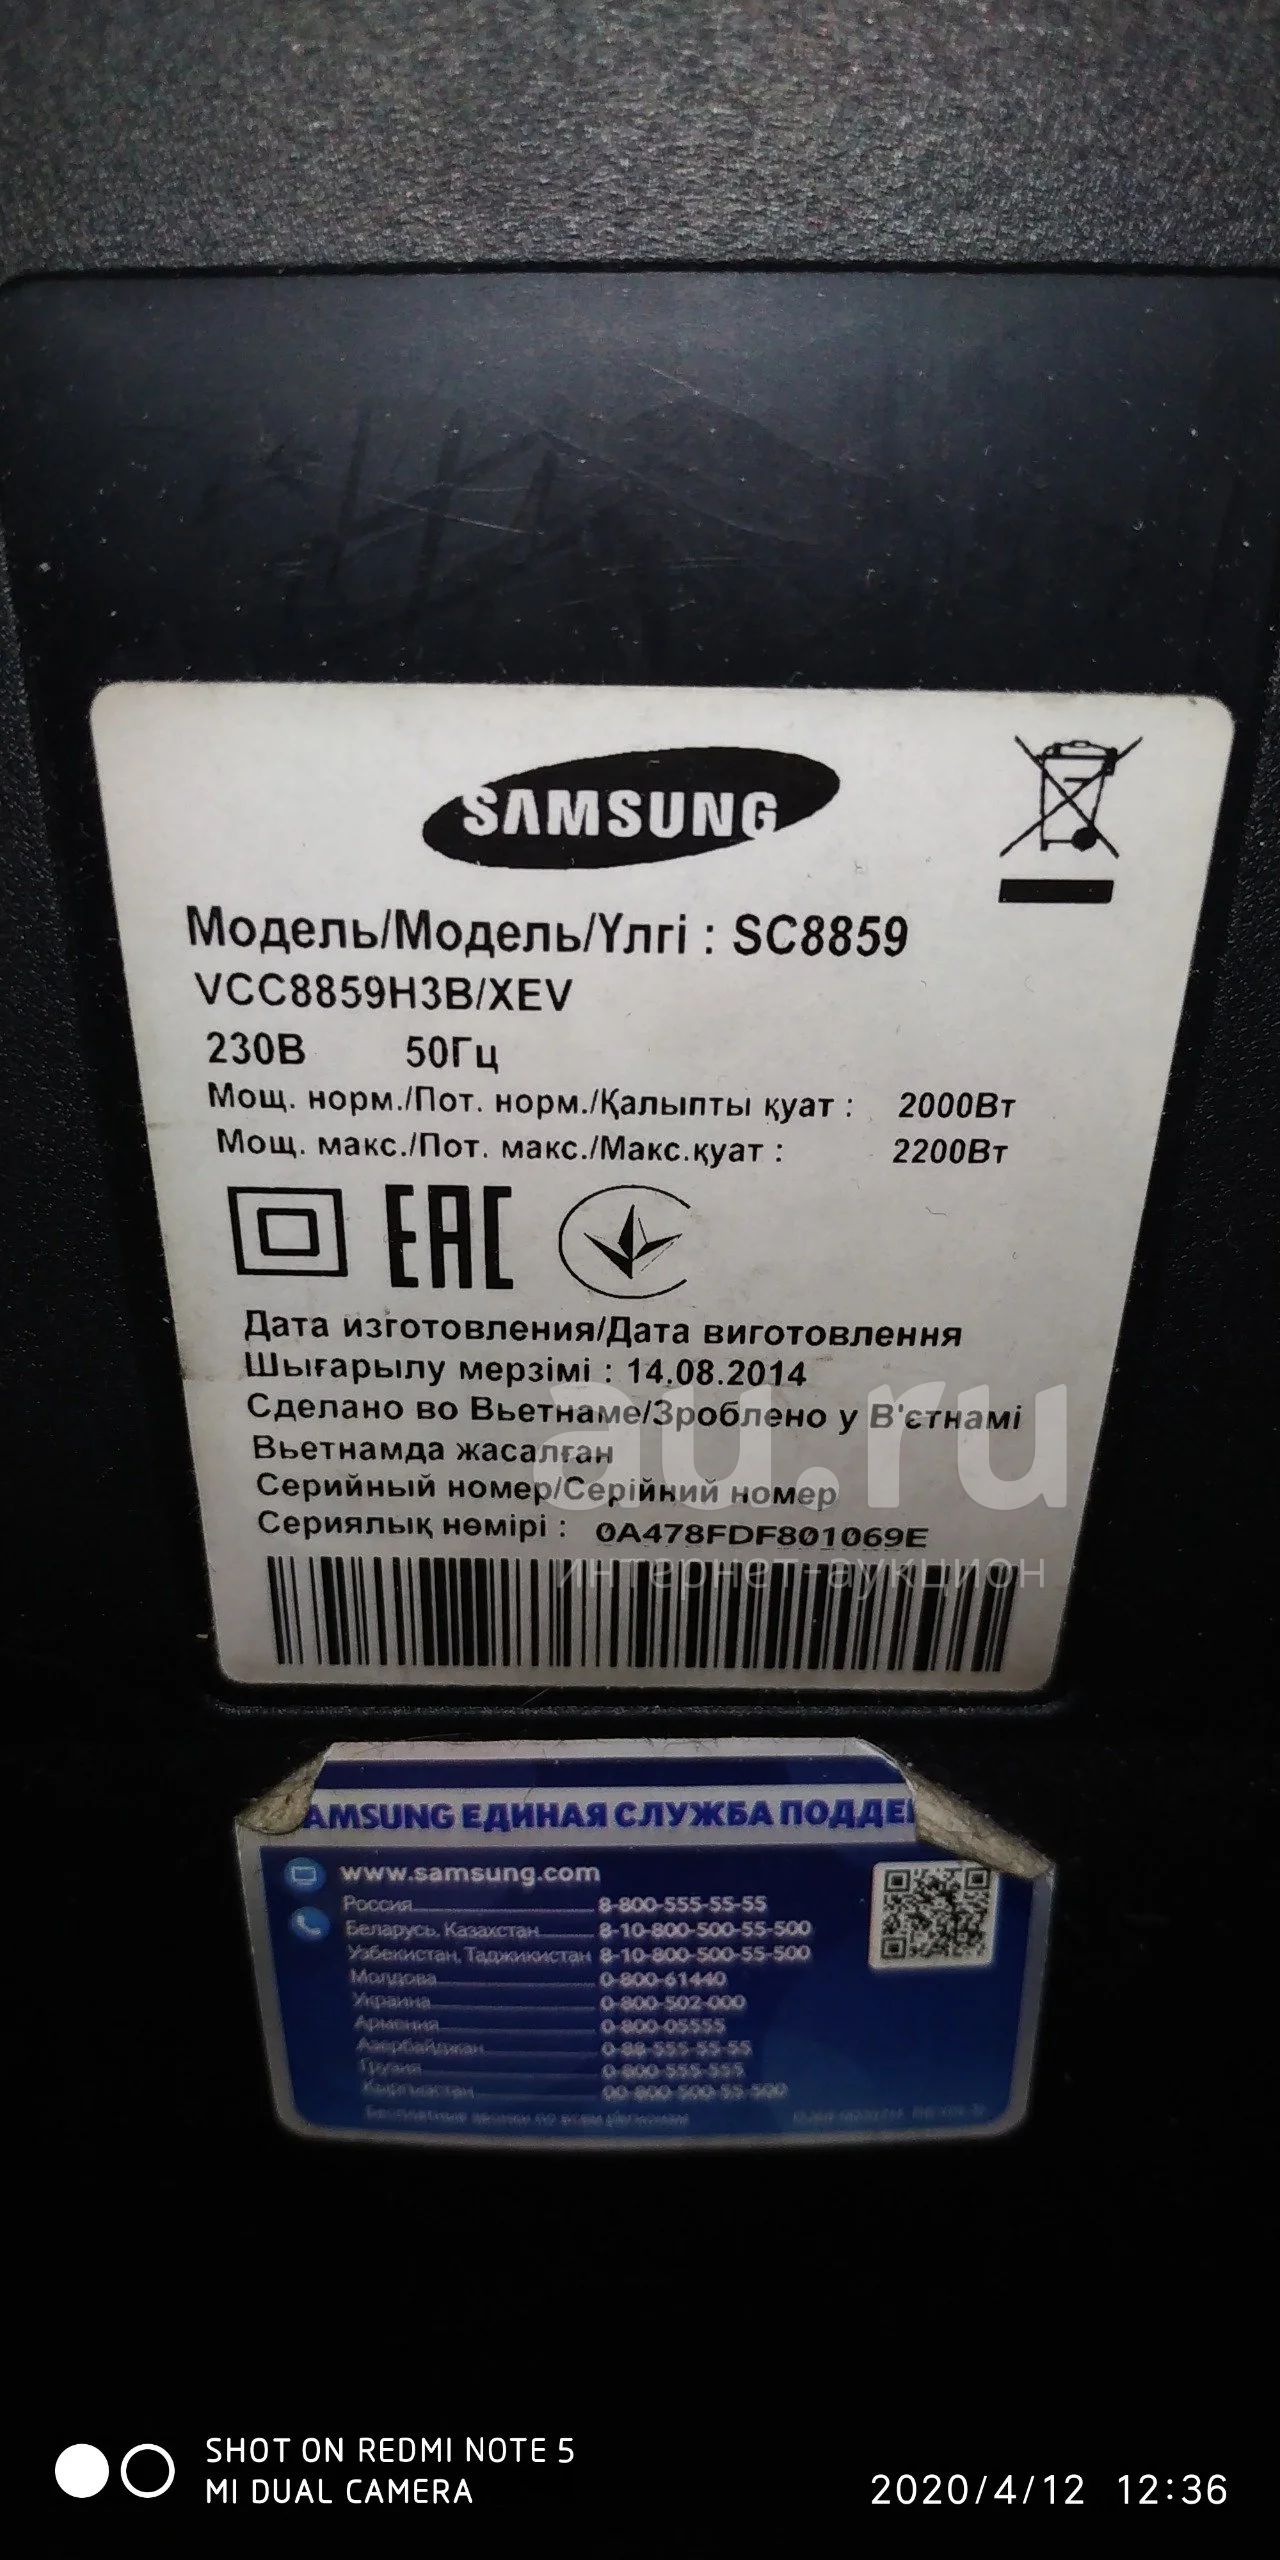 SAMSUNG
Модель/Модель/Үлгі : SC8859
VCC8859H3B/XEV
230В 50Гц
Мощ. норм./Пот. норм./Қалыпты қуат : 2000Вт
Мощ. макс./Пот. макс./Макс.қуат : 2200Вт
EAC
Дата изготовления/Дата виготовлення
Шығарылу мерзімі : 14.08.2014
Сделано во Вьетнаме/Зроблено у В'єтнамі
Вьетнамда жасалған
Серийный номер/Серійний номер
Сериялық нөмірі : 0A478FDF801069E
au.ru
интернет-аукцион
AMSUNG ЕДИНАЯ СЛУЖБА ПОДДЕ
www.samsung.com
Россия 8-800-555-55-55
Беларусь, Казахстан 8-10-800-500-55-500
Узбекистан, Таджикистан 8-10-800-500-55-500
Молдова 0-800-61440
Украина 0-800-502-000
Армения 0-800-05555
Азербайджан 0-88-555-55-55
Грузия 0-800-555-555
Кыргызстан 00-800-500-55-500
Бесплатные звонки по всем регионам
SHOT ON REDMI NOTE 5
MI DUAL CAMERA
2020/4/12 12:36